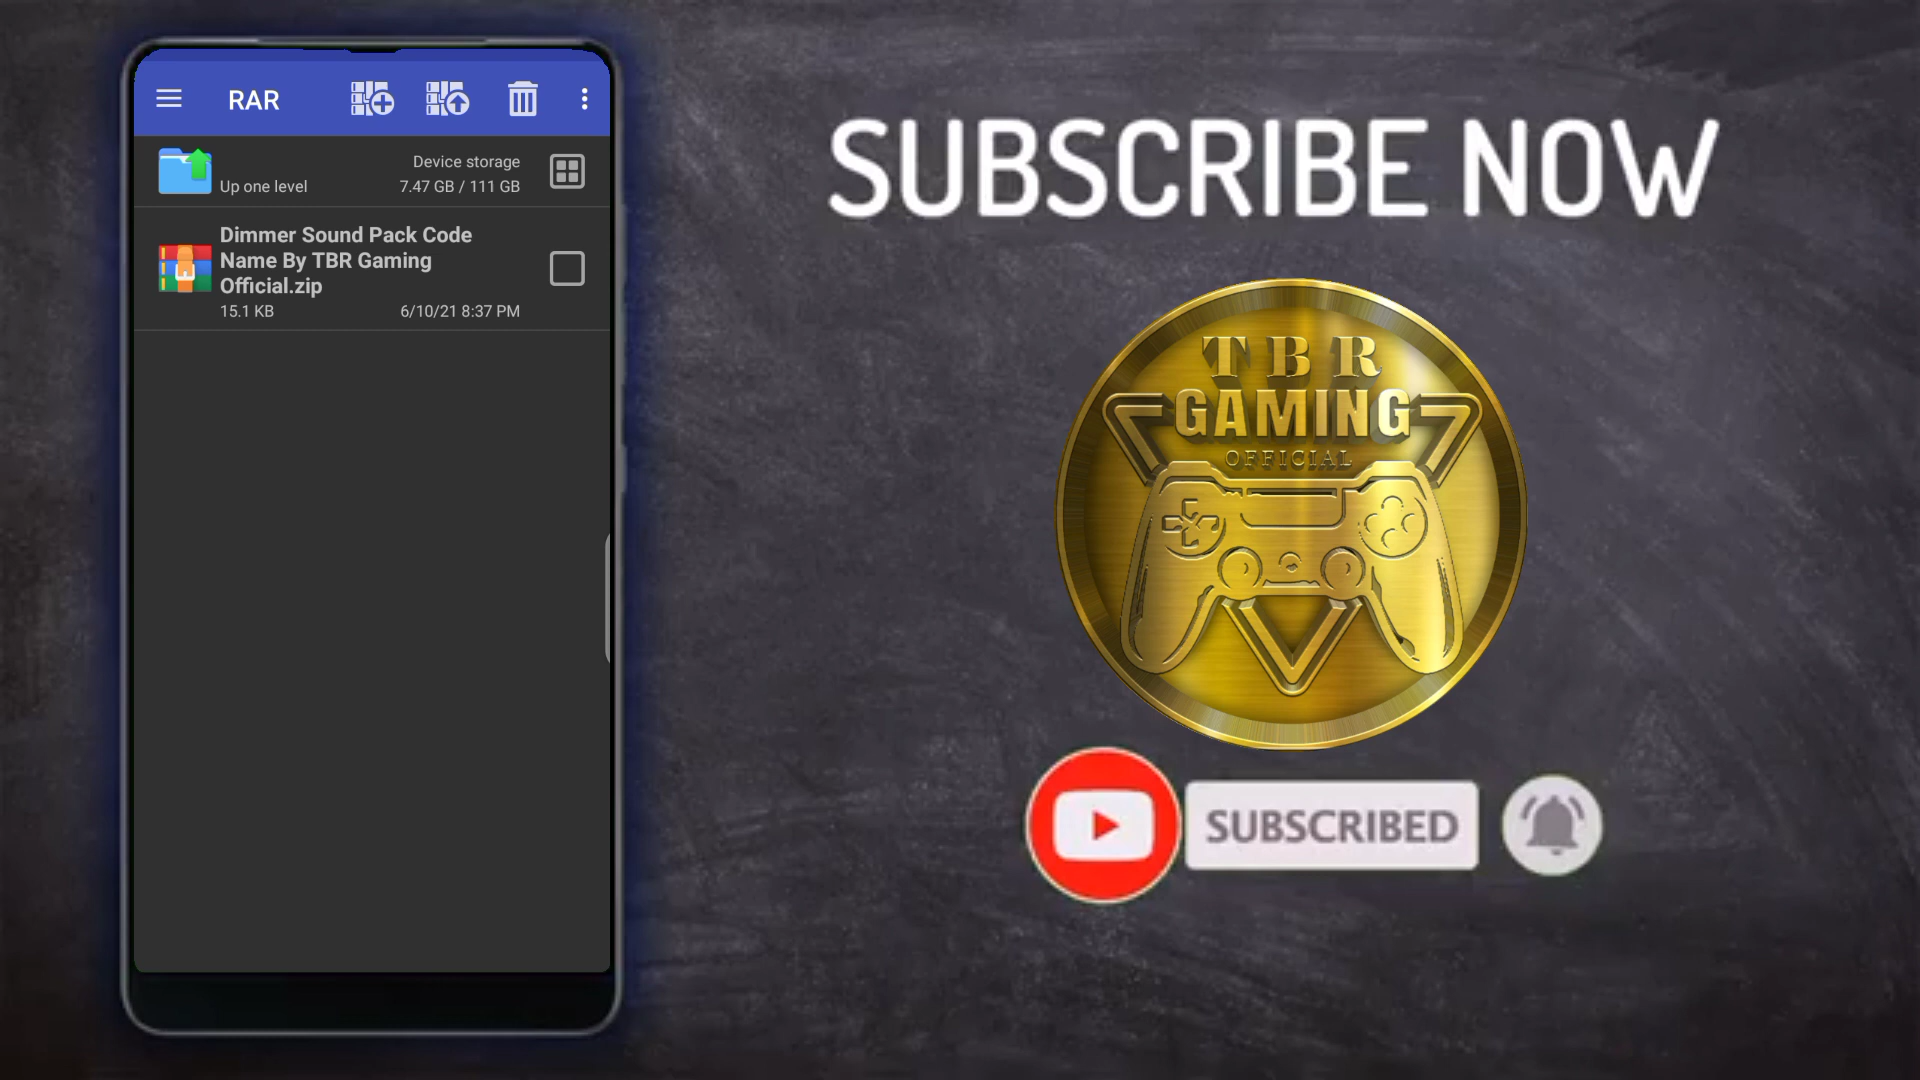 RAR
Device storage
Up one level
7.47 GB / 111 GB
Dimmer Sound Pack Code
Name By TBR Gaming
Official.zip
15.1 KB
6/10/21 8:37 PM
SUBSCRIBE NOW
TBR
GAMING
OFFICIAL
SUBSCRIBED